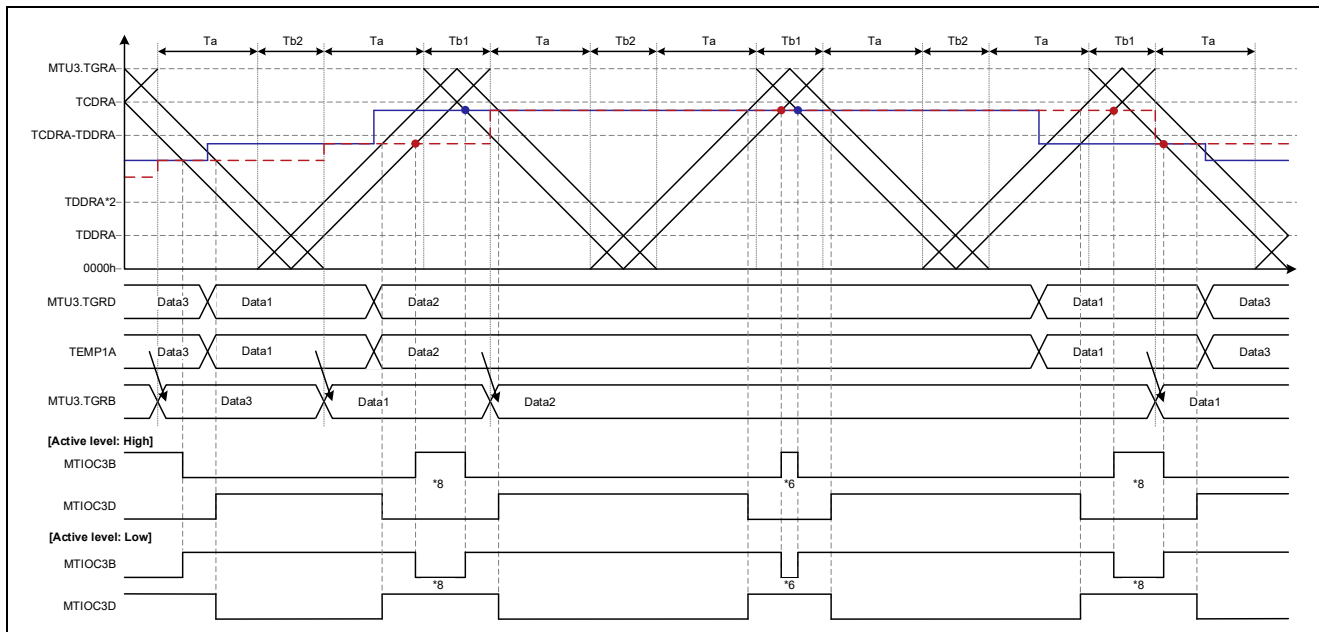 Ta Tb2 Ta Tb1 Ta Tb2 Ta Tb1 Ta Tb2 Ta Tb1 Ta
MTU3.TGRA
TCDRA
TCDRA-TDDRA
TDDRA*2
TDDRA
0000h
MTU3.TGRD Data3 Data1 Data2 Data1 Data3
TEMP1A Data3 Data1 Data2 Data1 Data3
MTU3.TGRB Data3 Data1 Data2 Data1
[Active level: High]
MTIOC3B
*8 *6 *8
MTIOC3D
[Active level: Low]
MTIOC3B
*8 *6 *8
MTIOC3D